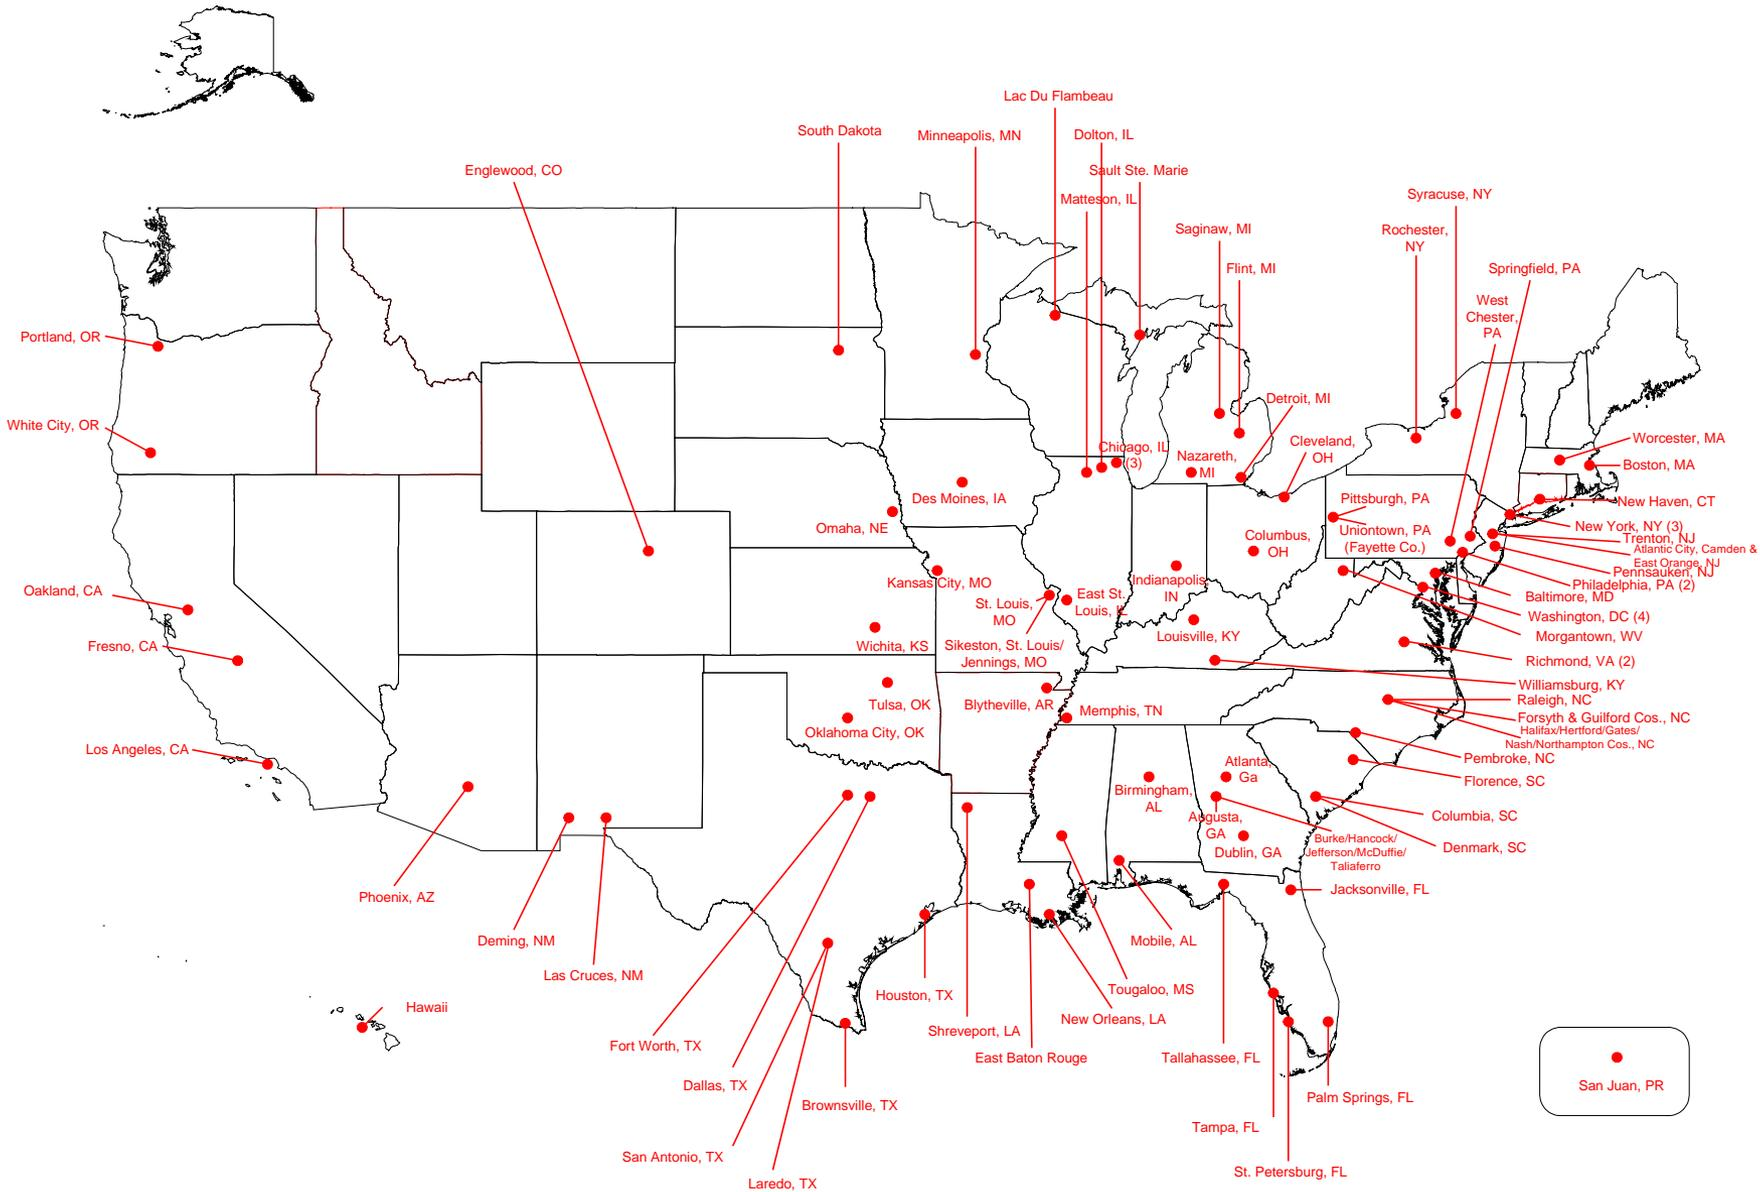 Lac Du Flambeau
South Dakota
Minneapolis, MN
Dolton, IL
Englewood, CO
Sault Ste. Marie
Matteson, IL
Syracuse, NY
Saginaw, MI
Rochester,
NY
Flint, MI
Springfield, PA
West
Chester,
PA
Portland, OR
Detroit, MI
White City, OR
Chicago, IL
(3)
Cleveland,
OH
Worcester, MA
Nazareth,
MI
Boston, MA
Des Moines, IA
Pittsburgh, PA
New Haven, CT
Omaha, NE
Uniontown, PA
(Fayette Co.)
New York, NY (3)
Columbus,
OH
Trenton, NJ
Atlantic City, Camden &
East Orange, NJ
Pennsauken, NJ
Kansas City, MO
Indianapolis,
IN
Philadelphia, PA (2)
Oakland, CA
East St.
Louis, IL
Baltimore, MD
St. Louis,
MO
Washington, DC (4)
Fresno, CA
Wichita, KS
Sikeston, St. Louis/
Jennings, MO
Louisville, KY
Morgantown, WV
Richmond, VA (2)
Williamsburg, KY
Tulsa, OK
Blytheville, AR
Memphis, TN
Raleigh, NC
Forsyth & Guilford Cos., NC
Oklahoma City, OK
Halifax/Hertford/Gates/
Nash/Northampton Cos., NC
Los Angeles, CA
Atlanta,
Ga
Pembroke, NC
Florence, SC
Birmingham,
AL
Augusta,
GA
Columbia, SC
Burke/Hancock/
Jefferson/McDuffie/
Taliaferro
Dublin, GA
Denmark, SC
Phoenix, AZ
Jacksonville, FL
Deming, NM
Mobile, AL
Las Cruces, NM
Houston, TX
Tougaloo, MS
Hawaii
Shreveport, LA
New Orleans, LA
Fort Worth, TX
East Baton Rouge
Tallahassee, FL
Dallas, TX
San Juan, PR
Brownsville, TX
Palm Springs, FL
Tampa, FL
San Antonio, TX
St. Petersburg, FL
Laredo, TX